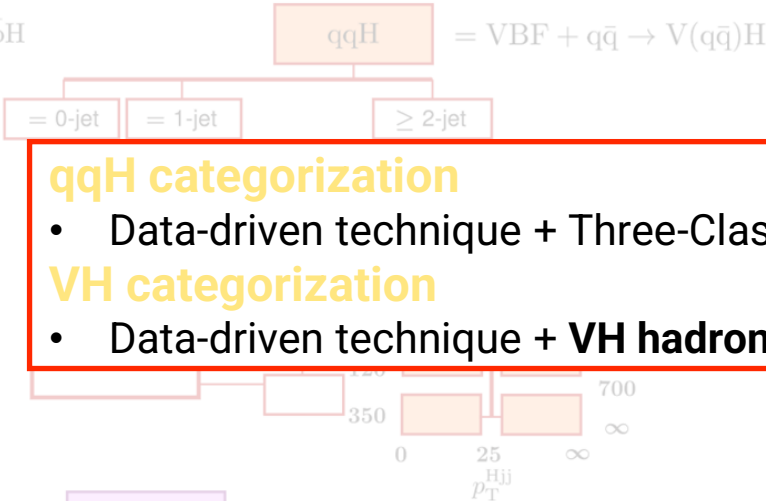 qqH = VBF + qq̄ → V(qq̄)H
= 0-jet = 1-jet ≥ 2-jet
qqH categorization
• Data-driven technique + Three-Clas
VH categorization
• Data-driven technique + VH hadron
700
350
∞
0 25 ∞
p_T^Hjj